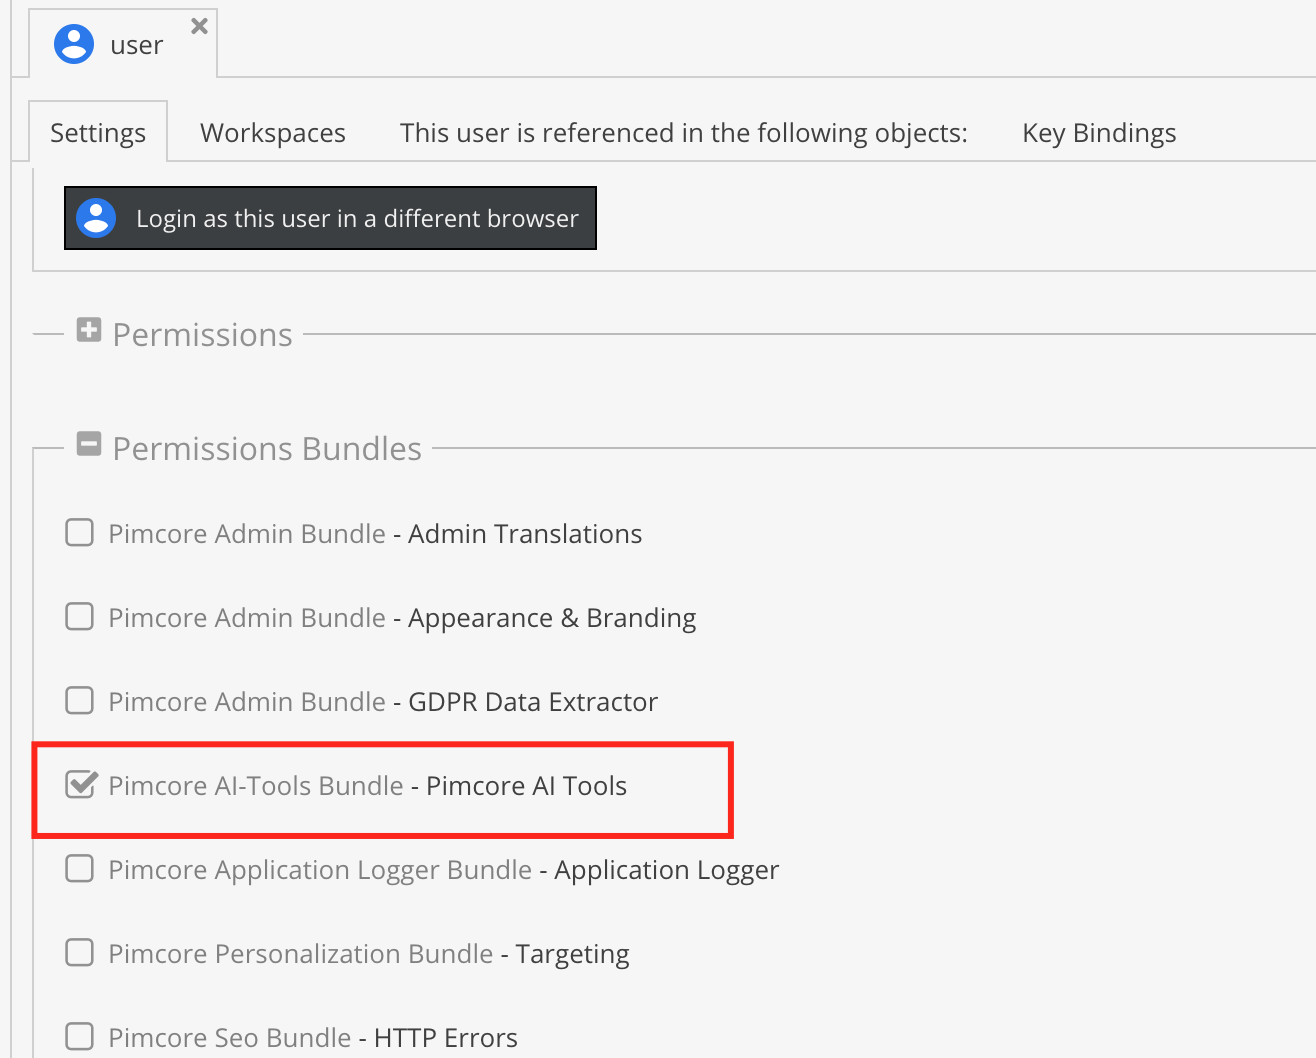 user
Settings Workspaces This user is referenced in the following objects: Key Bindings
Login as this user in a different browser
Permissions
Permissions Bundles
Pimcore Admin Bundle - Admin Translations
Pimcore Admin Bundle - Appearance & Branding
Pimcore Admin Bundle - GDPR Data Extractor
Pimcore AI-Tools Bundle - Pimcore AI Tools
Pimcore Application Logger Bundle - Application Logger
Pimcore Personalization Bundle - Targeting
Pimcore Seo Bundle - HTTP Errors